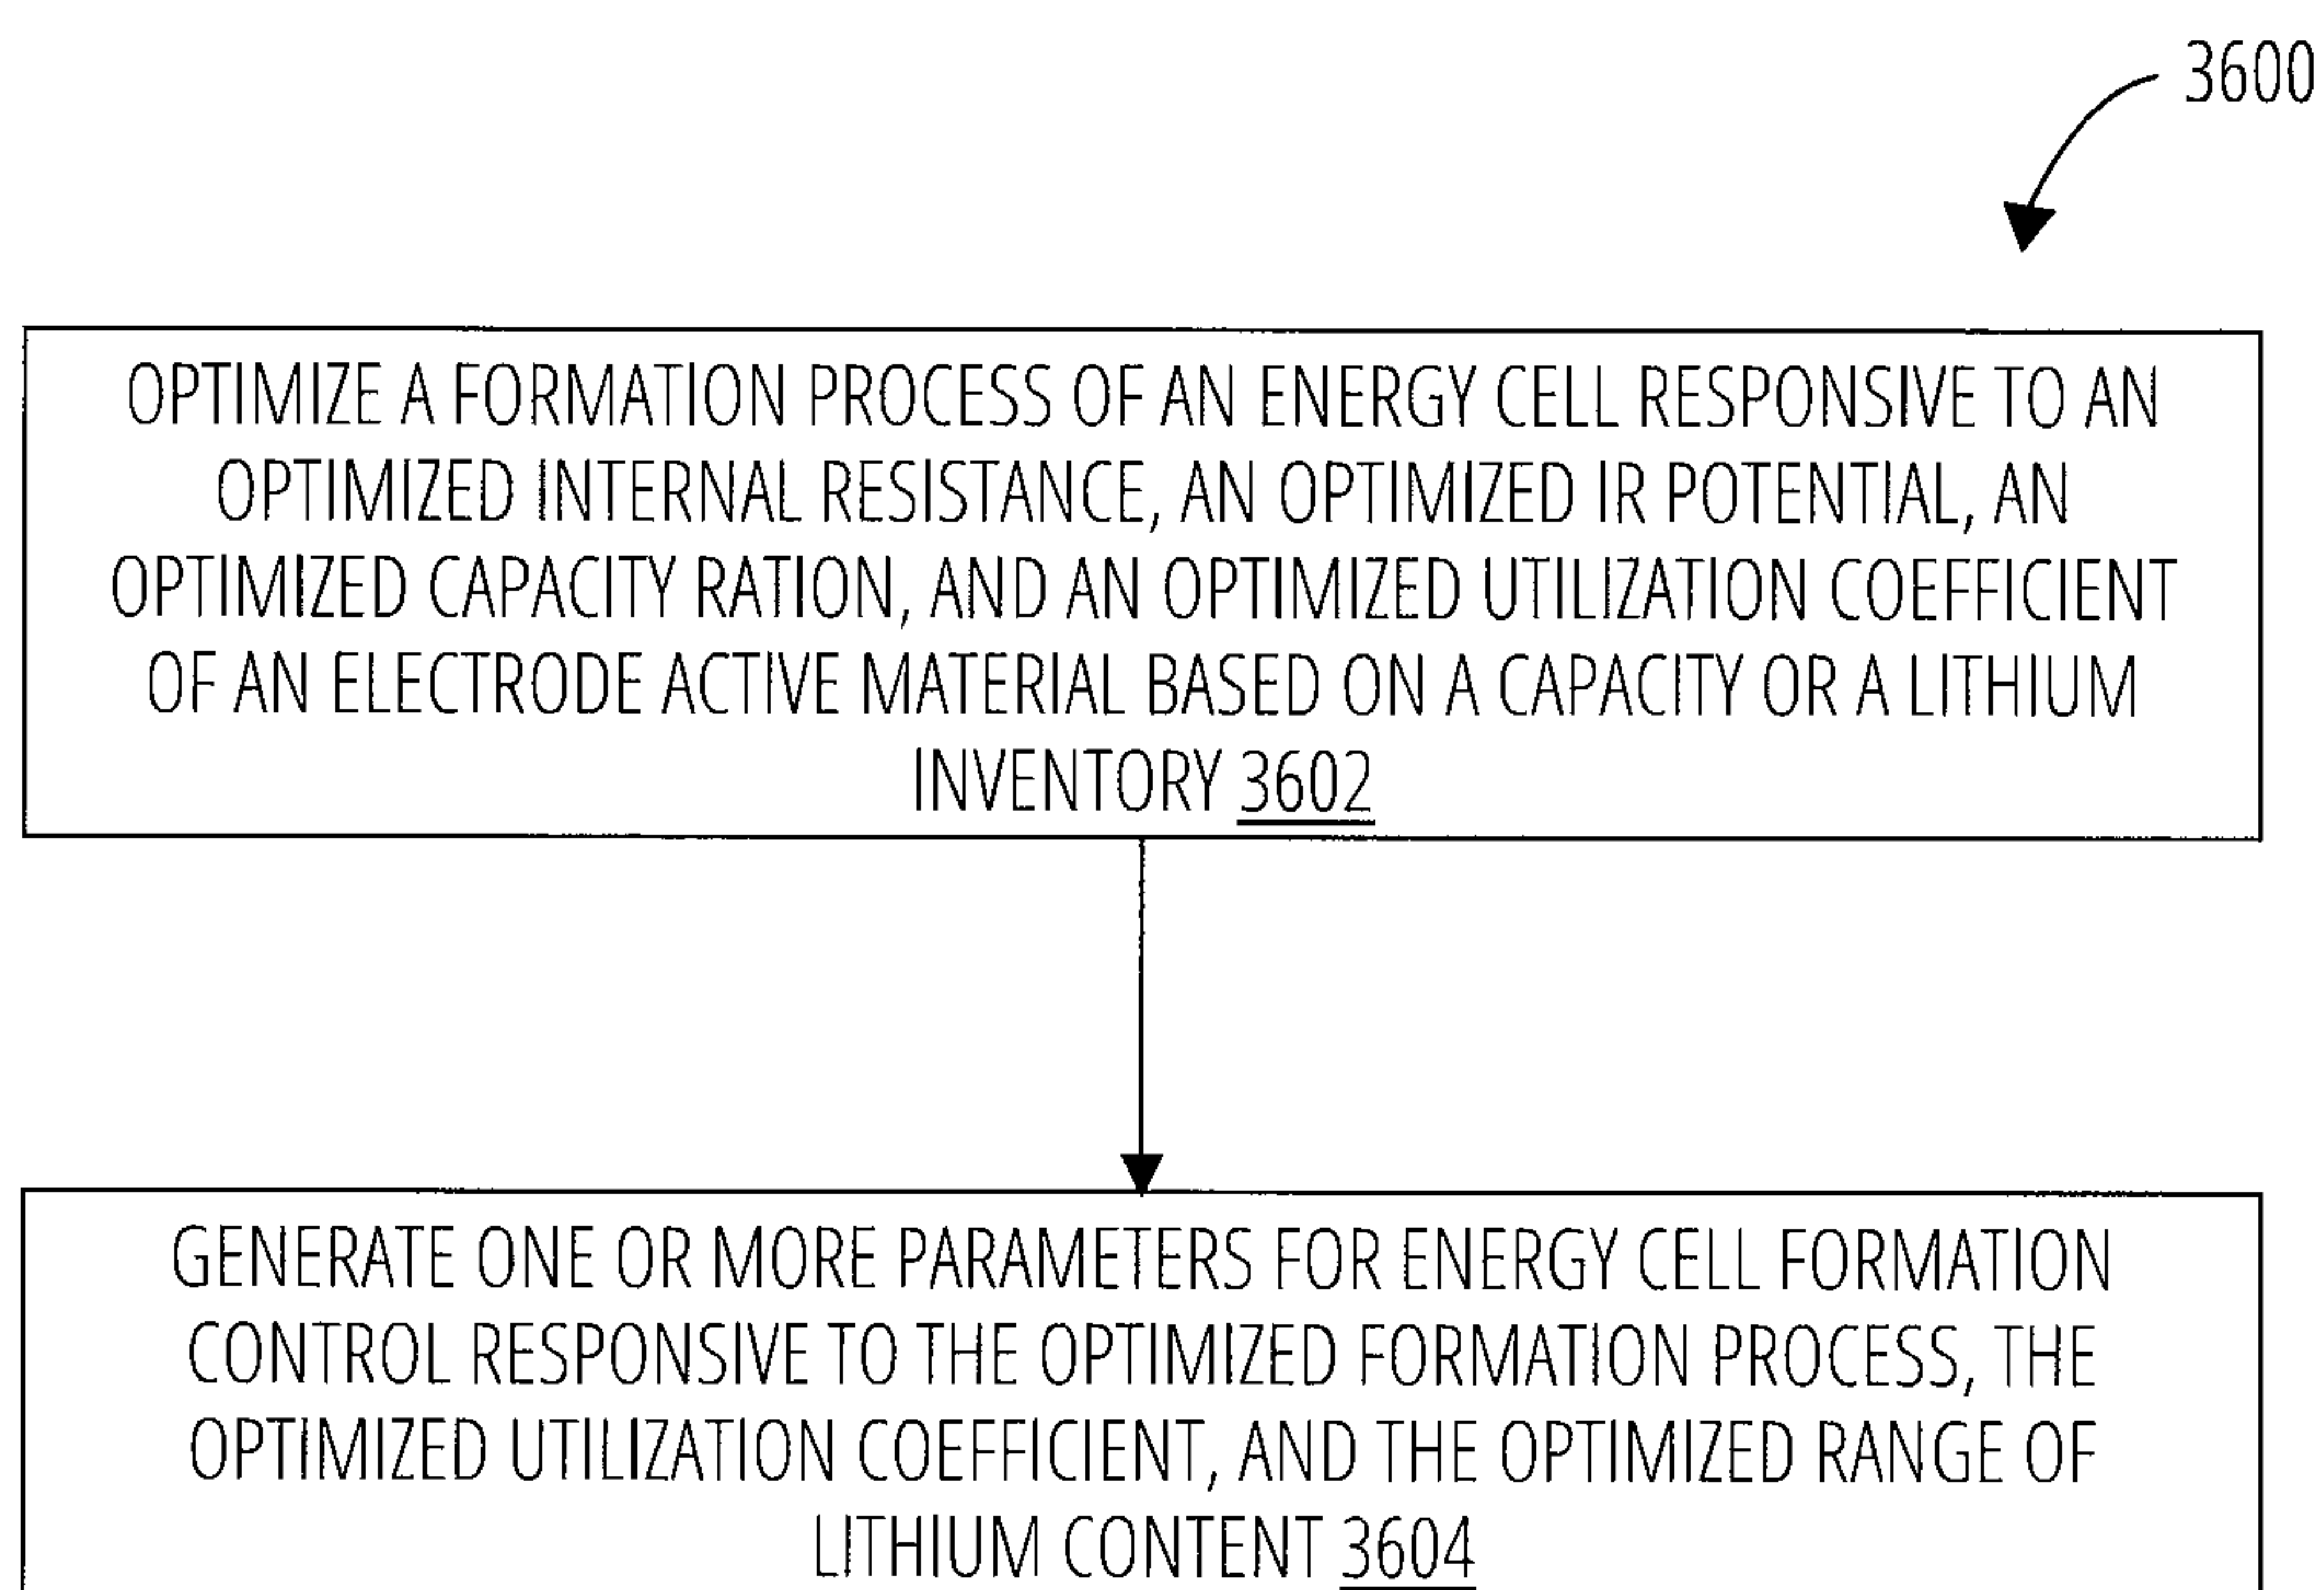 3600
OPTIMIZE A FORMATION PROCESS OF AN ENERGY CELL RESPONSIVE TO AN
OPTIMIZED INTERNAL RESISTANCE, AN OPTIMIZED IR POTENTIAL, AN
OPTIMIZED CAPACITY RATION, AND AN OPTIMIZED UTILIZATION COEFFICIENT
OF AN ELECTRODE ACTIVE MATERIAL BASED ON A CAPACITY OR A LITHIUM
INVENTORY 3602
GENERATE ONE OR MORE PARAMETERS FOR ENERGY CELL FORMATION
CONTROL RESPONSIVE TO THE OPTIMIZED FORMATION PROCESS, THE
OPTIMIZED UTILIZATION COEFFICIENT, AND THE OPTIMIZED RANGE OF
LITHIUM CONTENT 3604